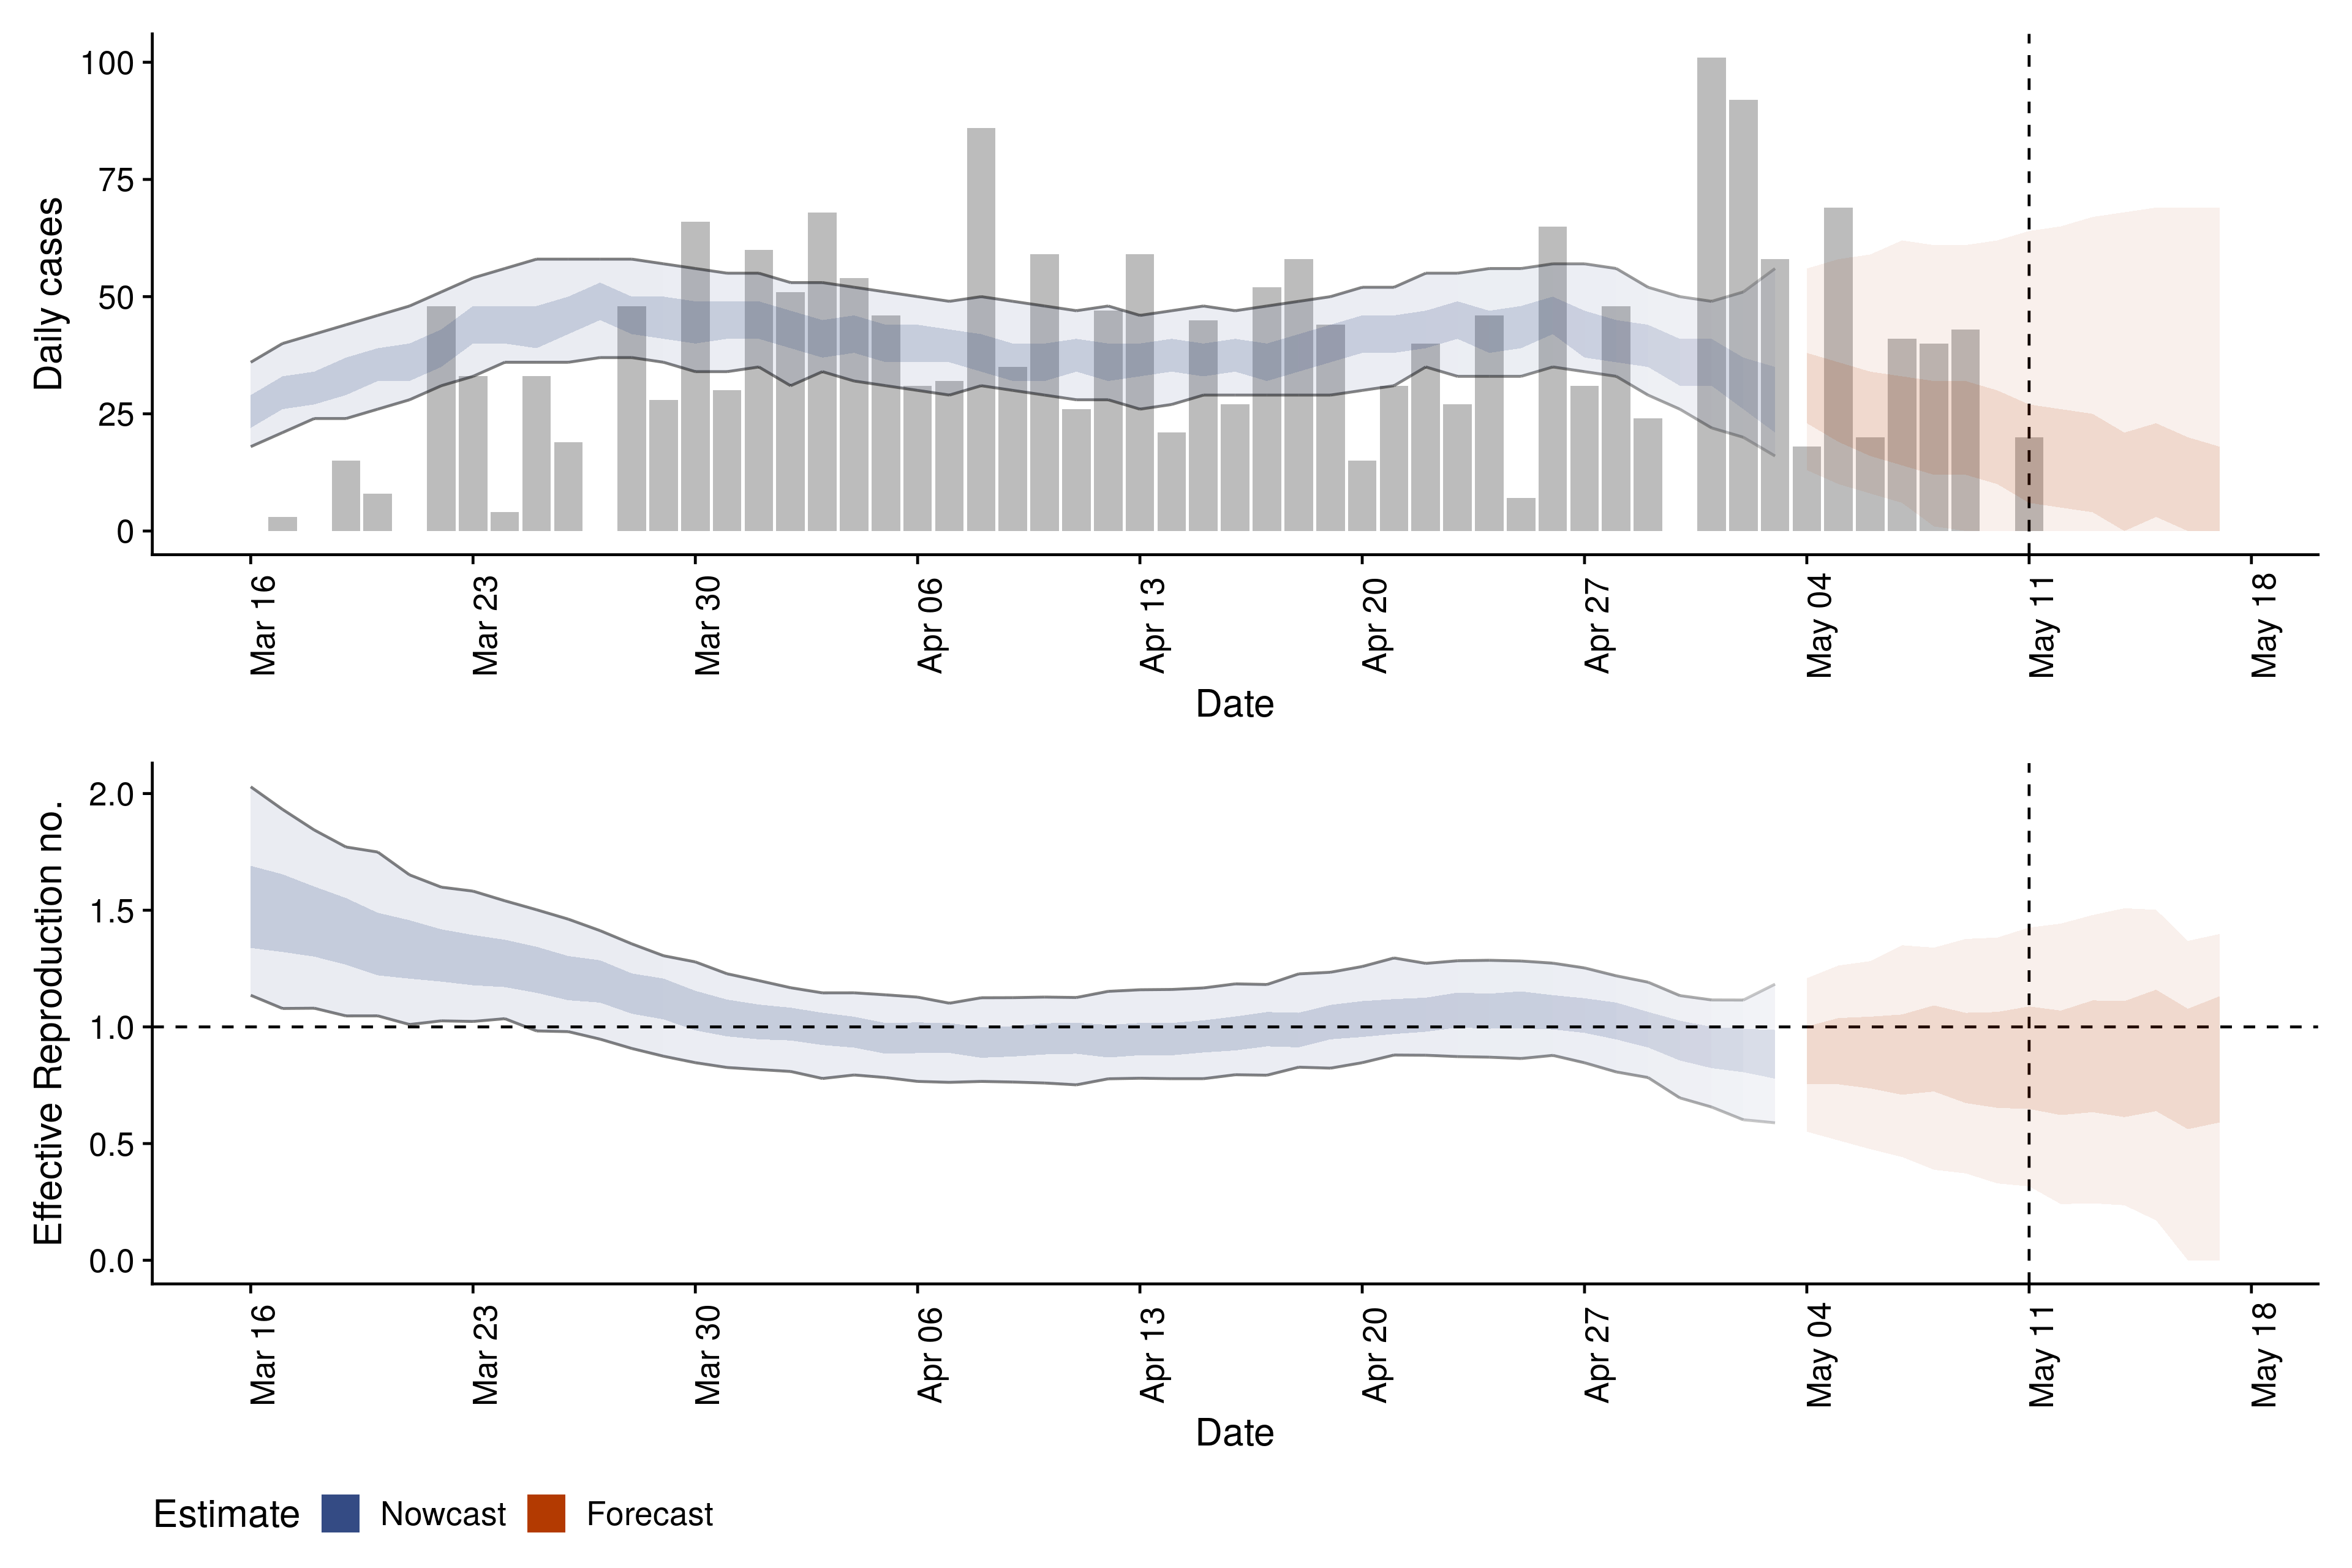 100
75
50
25
0
Daily cases
Mar 16
Mar 23
Mar 30
Apr 06
Apr 13
Apr 20
Apr 27
May 04
May 11
May 18
Date
2.0
1.5
1.0
0.5
0.0
Effective Reproduction no.
Mar 16
Mar 23
Mar 30
Apr 06
Apr 13
Apr 20
Apr 27
May 04
May 11
May 18
Date
Estimate Nowcast Forecast